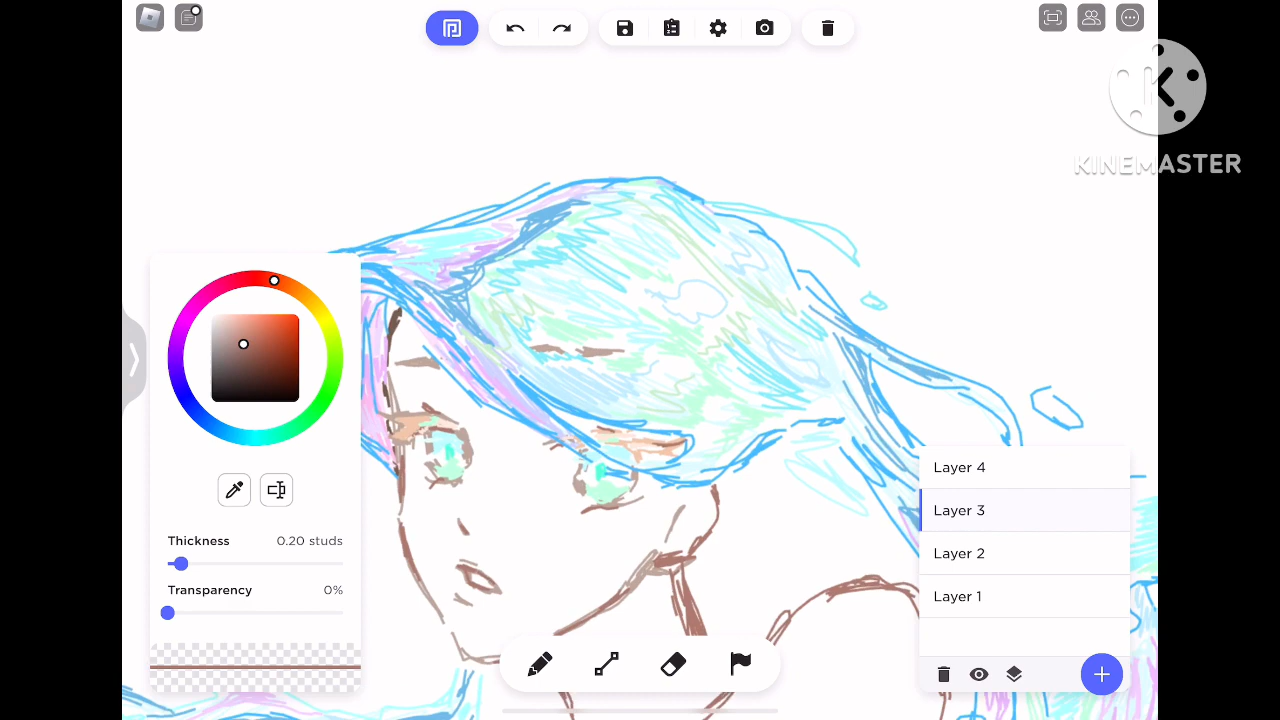 KINEMASTER
Thickness 0.20 studs
Transparency 0%
Layer 4
Layer 3
Layer 2
Layer 1